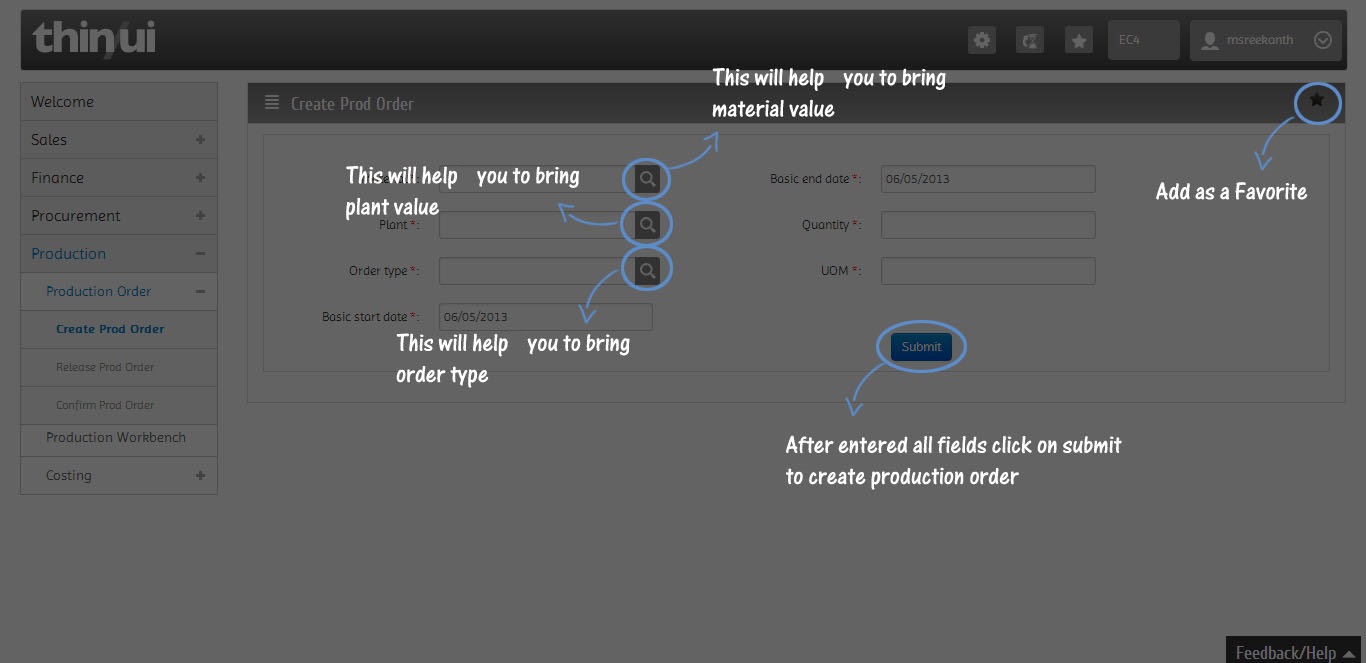 thin/ui
EC4
msreekanth
Welcome
Sales
Finance
Procurement
Production
Production Order
Create Prod Order
Release Prod Order
Confirm Prod Order
Production Workbench
Costing
Create Prod Order
This will help you to bring
material value
Add as a Favorite
This will help you to bring
plant value
Plant *:
Order type *:
Basic start date *: 06/05/2013
This will help you to bring
order type
Basic end date *: 06/05/2013
Quantity *:
UOM *:
Submit
After entered all fields click on submit
to create production order
Feedback/Help